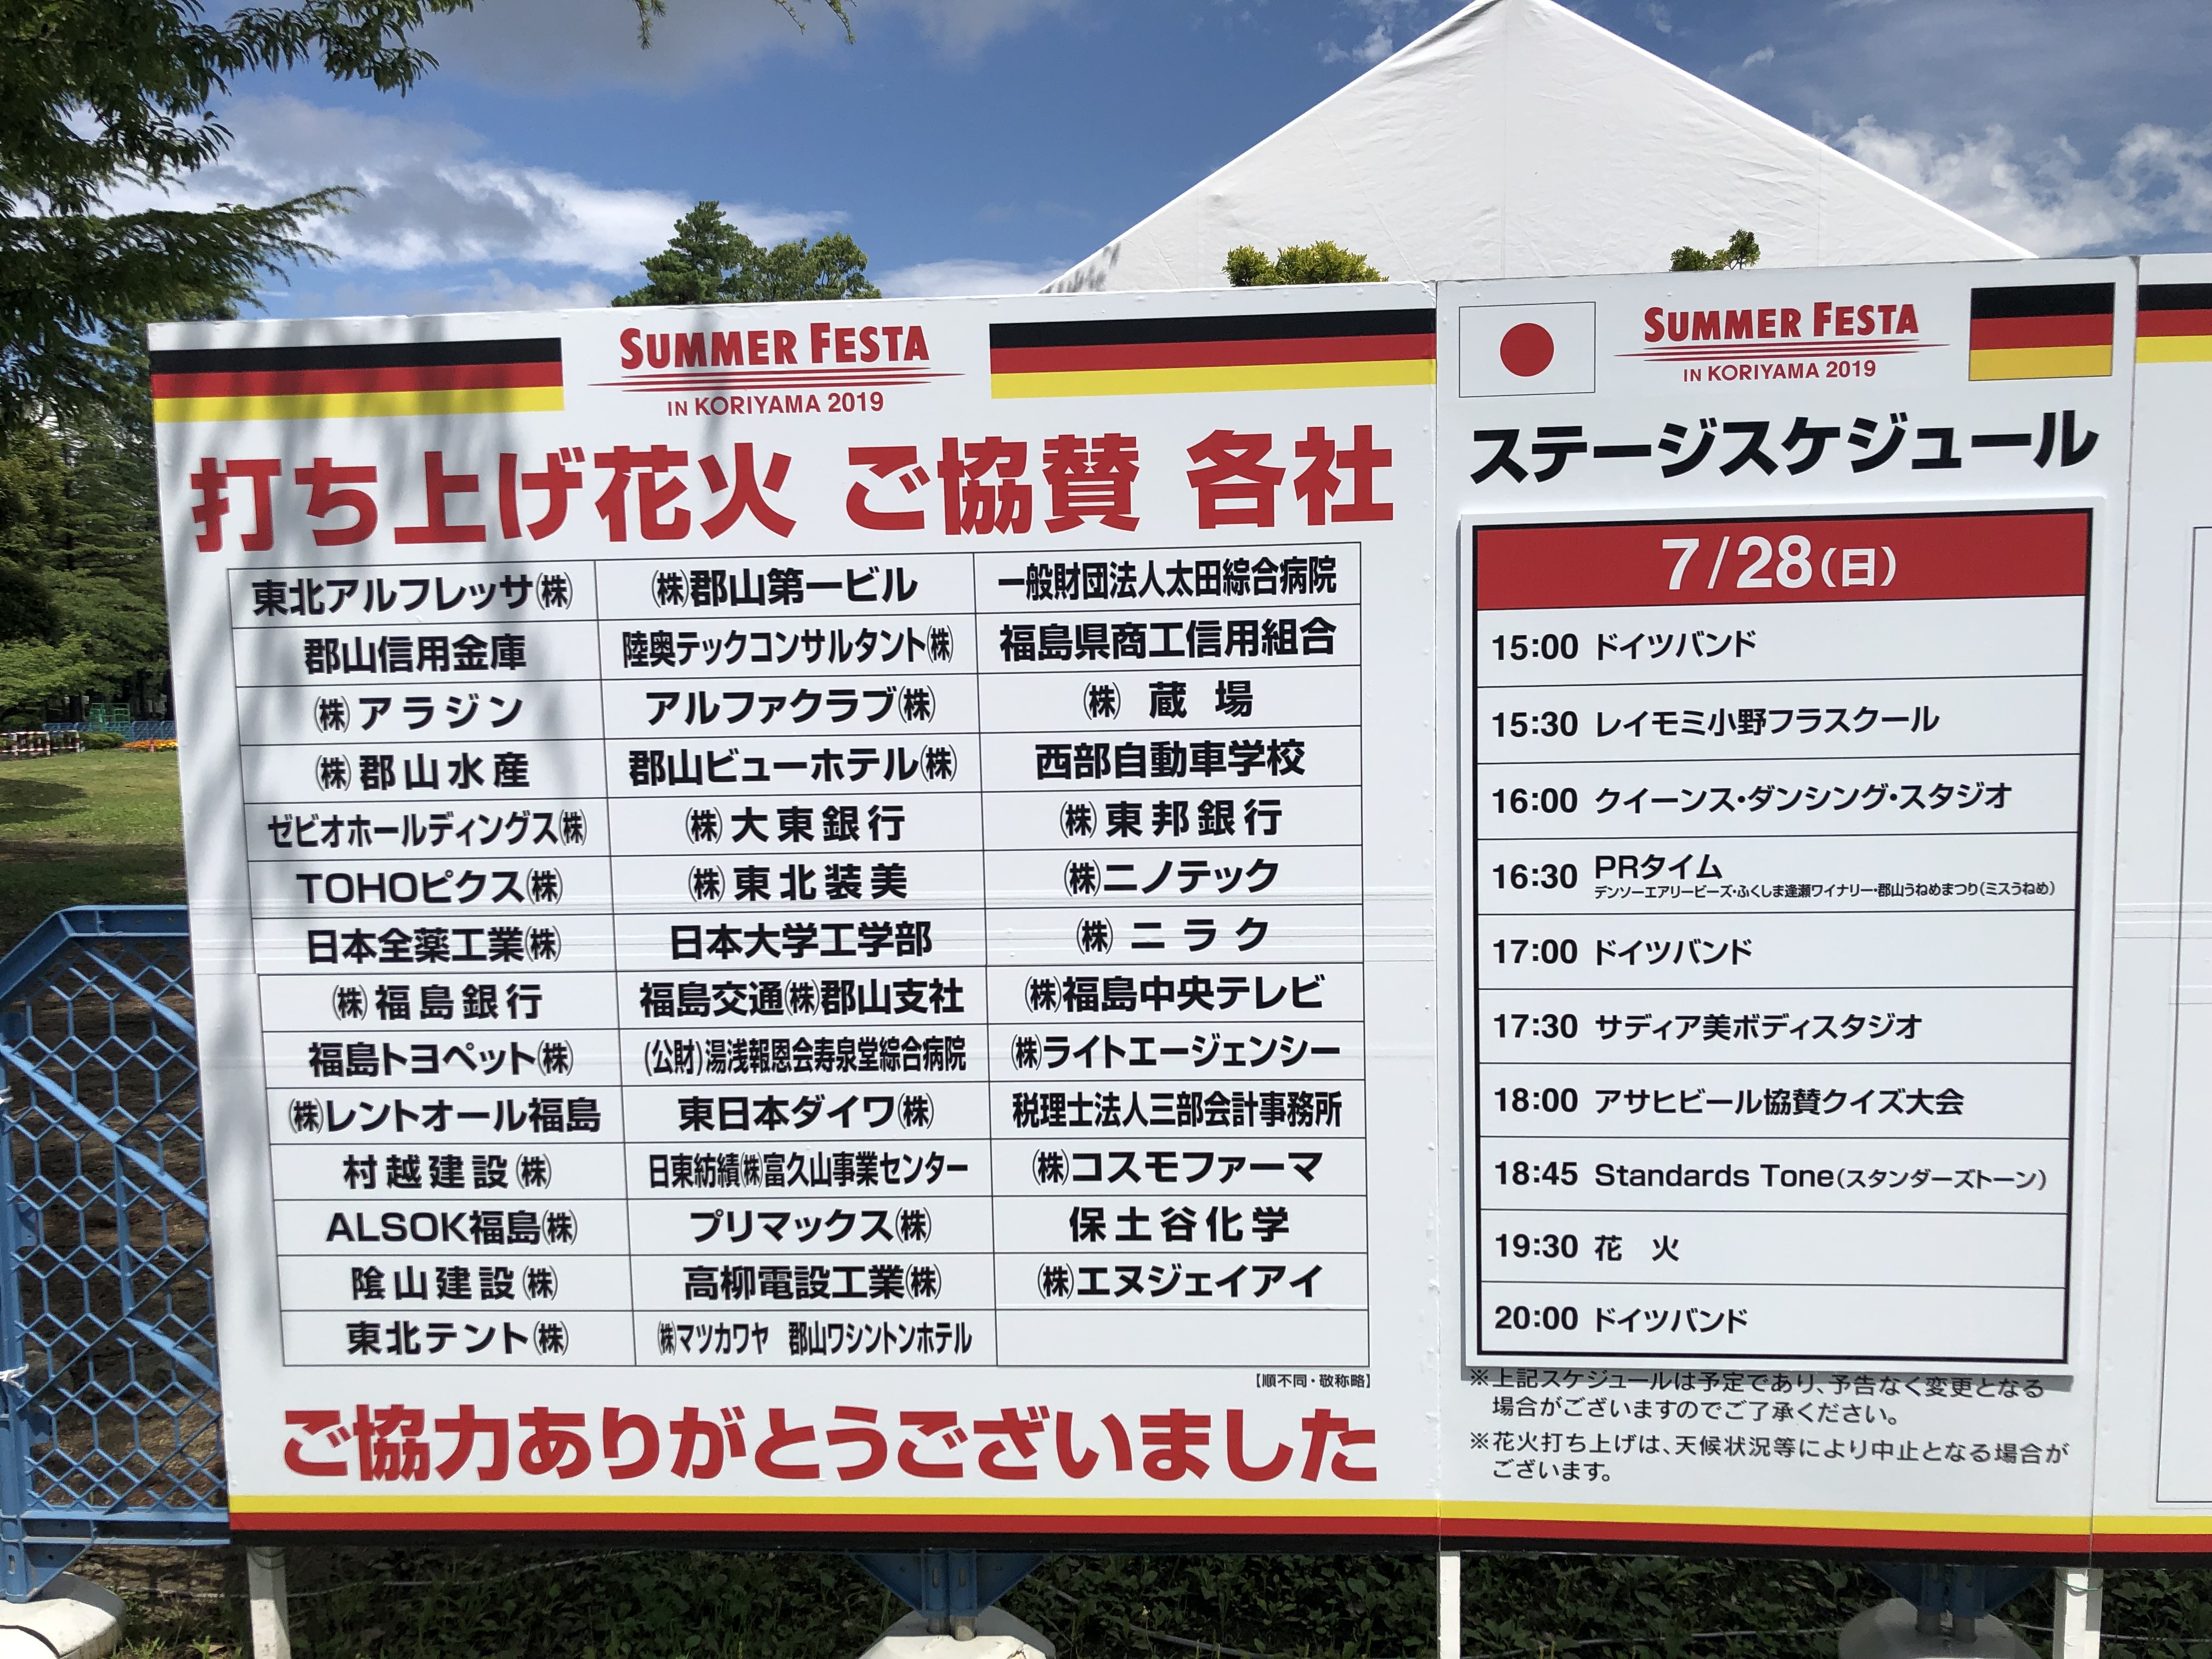 SUMMER FESTA
IN KORIYAMA 2019
打ち上げ花火 ご協賛 各社
東北アルフレッサ㈱ ㈱郡山第一ビル 一般財団法人太田綜合病院
郡山信用金庫 陸奥テックコンサルタント㈱ 福島県商工信用組合
㈱アラジン アルファクラブ㈱ ㈱ 蔵場
㈱郡山水産 郡山ビューホテル㈱ 西部自動車学校
ゼビオホールディングス㈱ ㈱大東銀行 ㈱東邦銀行
TOHOピクス㈱ ㈱東北装美 ㈱ニノテック
日本全薬工業㈱ 日本大学工学部 ㈱ニラク
㈱福島銀行 福島交通㈱郡山支社 ㈱福島中央テレビ
福島トヨペット㈱ (公財)湯浅報恩会寿泉堂綜合病院 ㈱ライトエージェンシー
㈱レントオール福島 東日本ダイワ㈱ 税理士法人三部会計事務所
村越建設㈱ 日東紡績㈱富久山事業センター ㈱コスモファーマ
ALSOK福島㈱ プリマックス㈱ 保土谷化学
陰山建設㈱ 高柳電設工業㈱ ㈱エヌジェイアイ
東北テント㈱ ㈱マツカワヤ 郡山ワシントンホテル
【順不同・敬称略】
ご協力ありがとうございました
SUMMER FESTA
IN KORIYAMA 2019
ステージスケジュール
7/28(日)
15:00 ドイツバンド
15:30 レイモミ小野フラスクール
16:00 クイーンス・ダンシング・スタジオ
16:30 PRタイム
デンソーエアリービーズ・ふくしま逢瀬ワイナリー・郡山うねめまつり(ミスうねめ)
17:00 ドイツバンド
17:30 サディア美ボディスタジオ
18:00 アサヒビール協賛クイズ大会
18:45 Standards Tone(スタンダーズトーン)
19:30 花 火
20:00 ドイツバンド
※上記スケジュールは予定であり、予告なく変更となる
場合がございますのでご了承ください。
※花火打ち上げは、天候状況等により中止となる場合が
ございます。